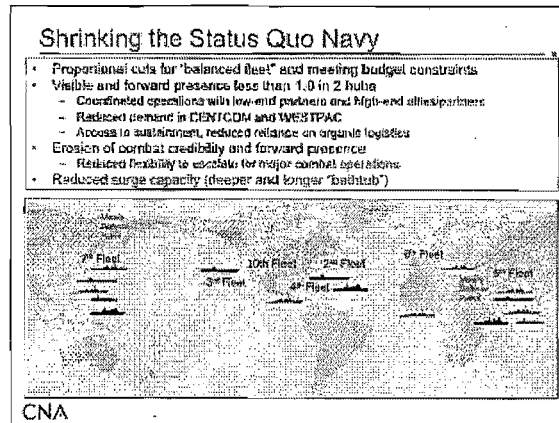 Shrinking the Status Quo Navy
• Proportional cuts for "balanced fleet" and meeting budget constraints
• Visible and forward presence less than 1.0 in 2 hubs
– Coordinated operations with low-end partners and high-end allies/partners
– Reduced demand in CENTCOM and WESTPAC
– Access to sustainment, reduced reliance on organic logistics
• Erosion of combat credibility and forward presence
– Reduced flexibility to escalate for major combat operations
• Reduced surge capacity (deeper and longer "bathtub")
7th Fleet
3rd Fleet
10th Fleet
2nd Fleet
4th Fleet
6th Fleet
5th Fleet
CNA